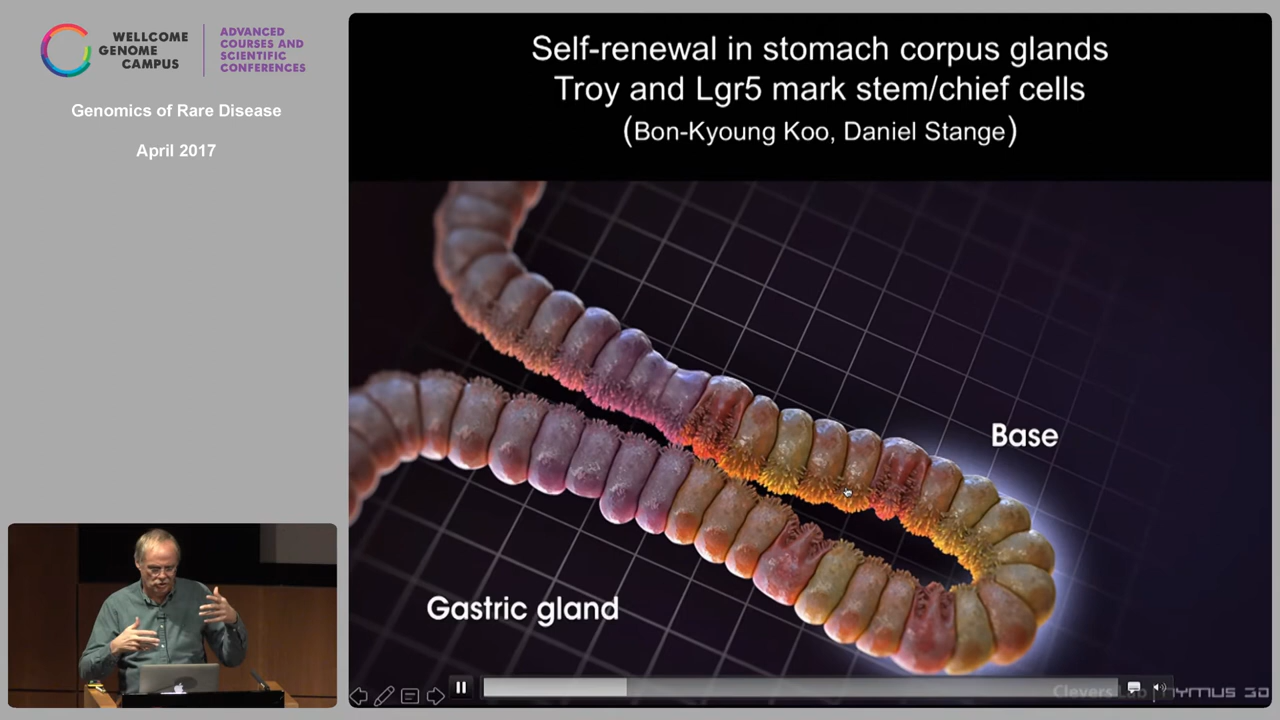 WELLCOME
GENOME
CAMPUS
ADVANCED
COURSES AND
SCIENTIFIC
CONFERENCES
Genomics of Rare Disease
April 2017
Self-renewal in stomach corpus glands
Troy and Lgr5 mark stem/chief cells
(Bon-Kyoung Koo, Daniel Stange)
Base
Gastric gland
Clevers